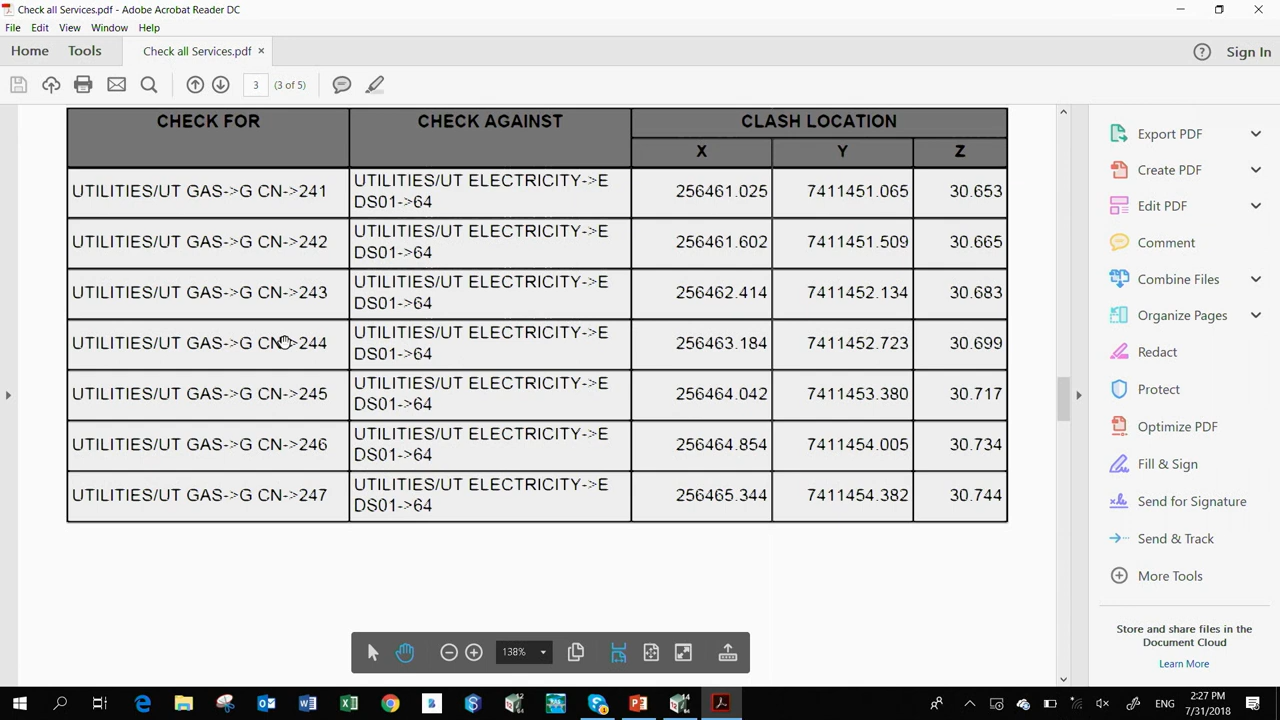 Check all Services.pdf - Adobe Acrobat Reader DC
File Edit View Window Help
Home Tools Check all Services.pdf × Sign In
3 (3 of 5)
CHECK FOR CHECK AGAINST CLASH LOCATION
X Y Z
UTILITIES/UT GAS->G CN->241 UTILITIES/UT ELECTRICITY->E 256461.025 7411451.065 30.653
DS01->64
UTILITIES/UT GAS->G CN->242 UTILITIES/UT ELECTRICITY->E 256461.602 7411451.509 30.665
DS01->64
UTILITIES/UT GAS->G CN->243 UTILITIES/UT ELECTRICITY->E 256462.414 7411452.134 30.683
DS01->64
UTILITIES/UT GAS->G CN->244 UTILITIES/UT ELECTRICITY->E 256463.184 7411452.723 30.699
DS01->64
UTILITIES/UT GAS->G CN->245 UTILITIES/UT ELECTRICITY->E 256464.042 7411453.380 30.717
DS01->64
UTILITIES/UT GAS->G CN->246 UTILITIES/UT ELECTRICITY->E 256464.854 7411454.005 30.734
DS01->64
UTILITIES/UT GAS->G CN->247 UTILITIES/UT ELECTRICITY->E 256465.344 7411454.382 30.744
DS01->64
138%
Export PDF
Create PDF
Edit PDF
Comment
Combine Files
Organize Pages
Redact
Protect
Optimize PDF
Fill & Sign
Send for Signature
Send & Track
More Tools
Store and share files in the
Document Cloud
Learn More
ENG 2:27 PM
7/31/2018